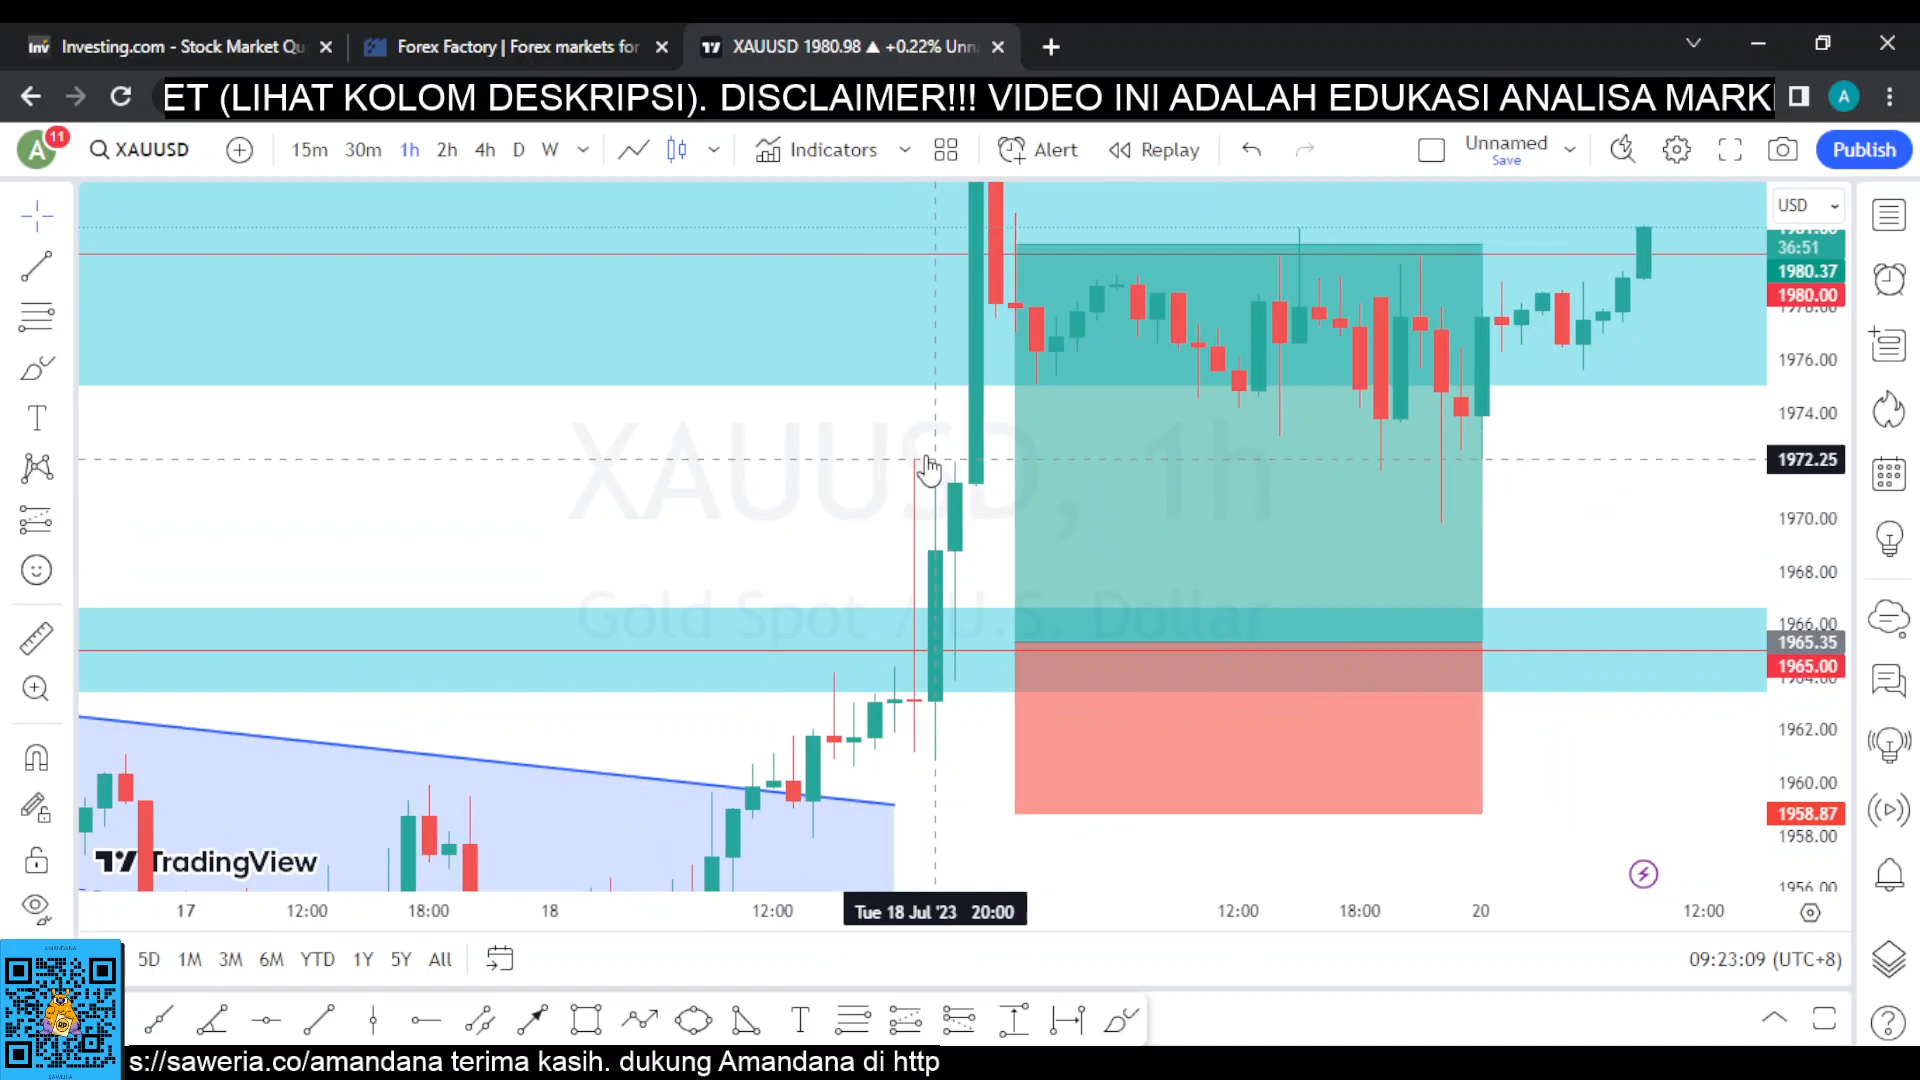 Investing.com - Stock Market Qu
Forex Factory | Forex markets for
XAUUSD 1980.98 ▲ +0.22% Unn
ET (LIHAT KOLOM DESKRIPSI). DISCLAIMER!!! VIDEO INI ADALAH EDUKASI ANALISA MARK
A
A 11
XAUUSD
15m 30m 1h 2h 4h D W
Indicators
Alert
Replay
Unnamed
Save
Publish
USD
36:51
1980.37
1980.00
1976.00
1974.00
1972.25
1970.00
1968.00
1966.00
1965.35
1965.00
1962.00
1960.00
1958.87
1958.00
1956.00
XAUUSD, 1h
Gold Spot / U.S. Dollar
TradingView
17 12:00 18:00 18 12:00 Tue 18 Jul '23 20:00 12:00 18:00 20 12:00
5D 1M 3M 6M YTD 1Y 5Y All
09:23:09 (UTC+8)
AMANDANA
SAWERIA
s://saweria.co/amandana terima kasih. dukung Amandana di http